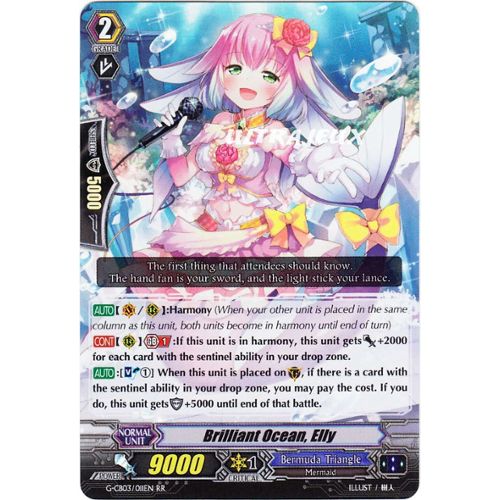 2
GRADE
ULTRAJEUX
5000
The first thing that attendees should know.
The hand fan is your sword, and the light stick your lance.
AUTO [ / ]:Harmony (When your other unit is placed in the same
column as this unit, both units become in harmony until end of turn)
CONT [ ] GB 1 :If this unit is in harmony, this unit gets +2000
for each card with the sentinel ability in your drop zone.
AUTO:[ (1)] When this unit is placed on , if there is a card with
the sentinel ability in your drop zone, you may pay the cost. If you
do, this unit gets +5000 until end of that battle.
NORMAL
UNIT
Brilliant Ocean, Elly
POWER
9000
1
CRITICAL
Bermuda Triangle
Mermaid
G-CB03/011EN RR
ILLUST /